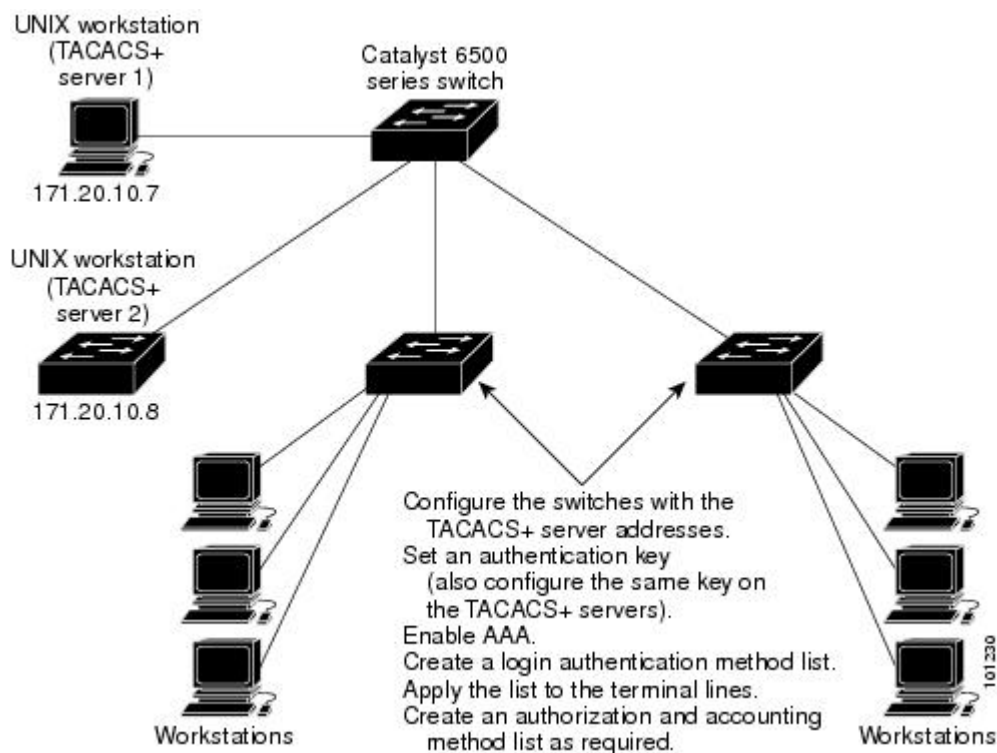 UNIX workstation
(TACACS+
server 1)
Catalyst 6500
series switch
171.20.10.7
UNIX workstation
(TACACS+
server 2)
171.20.10.8
Configure the switches with the
TACACS+ server addresses.
Set an authentication key
(also configure the same key on
the TACACS+ servers).
Enable AAA.
Create a login authentication method list.
Apply the list to the terminal lines.
Create an authorization and accounting
method list as required.
Workstations
Workstations
101230